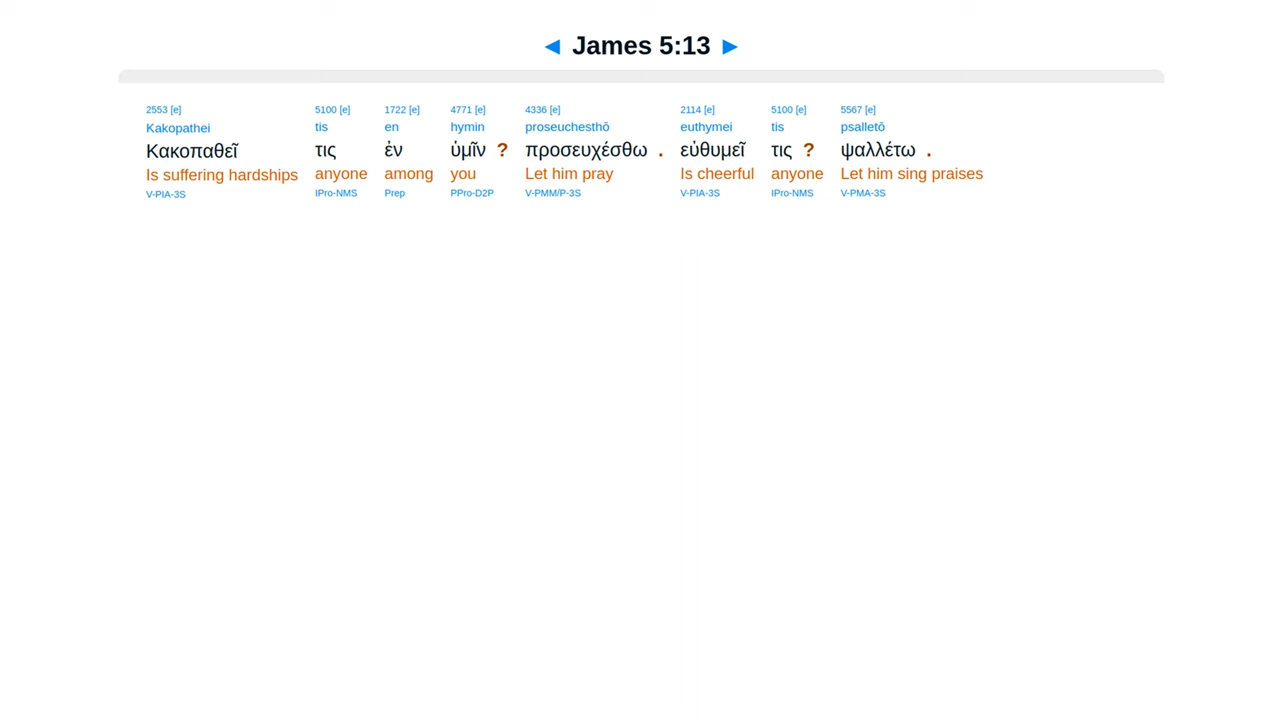 ◄ James 5:13 ►
2553 [e] 5100 [e] 1722 [e] 4771 [e] 4336 [e] 2114 [e] 5100 [e] 5567 [e]
Kakopathei tis en hymin proseuchesthō euthymei tis psalletō
Κακοπαθεῖ τις ἐν ὑμῖν ? προσευχέσθω . εὐθυμεῖ τις ? ψαλλέτω .
Is suffering hardships anyone among you Let him pray Is cheerful anyone Let him sing praises
V-PIA-3S IPro-NMS Prep PPro-D2P V-PMM/P-3S V-PIA-3S IPro-NMS V-PMA-3S